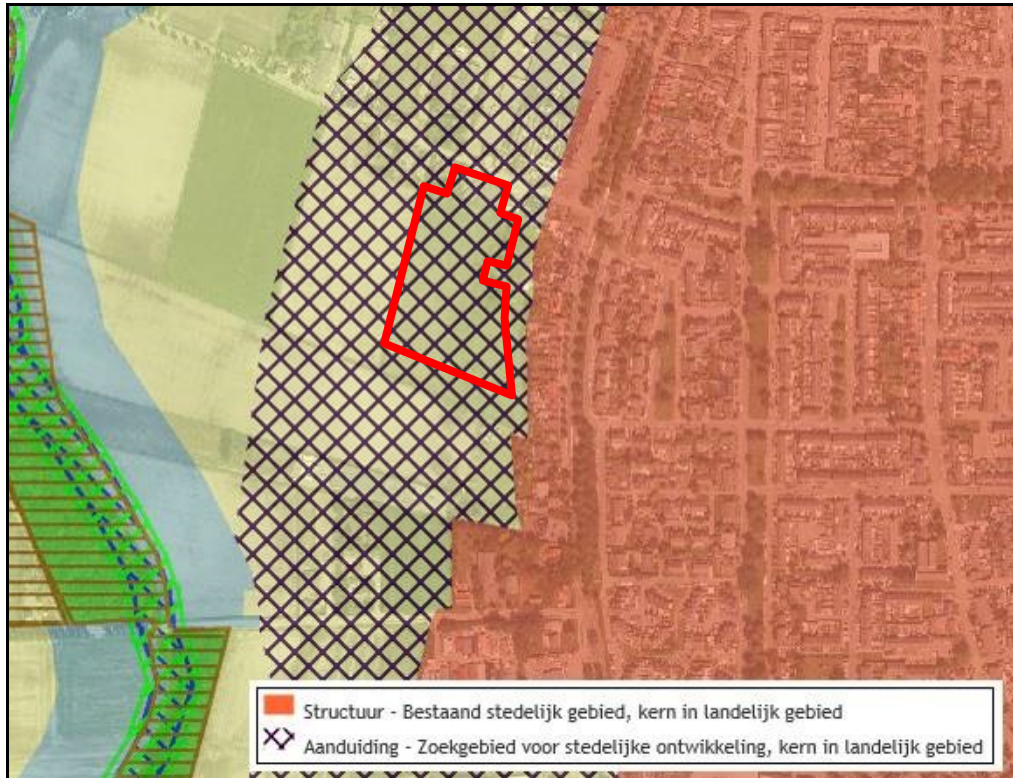 Structuur - Bestaand stedelijk gebied, kern in landelijk gebied
Aanduiding - Zoekgebied voor stedelijke ontwikkeling, kern in landelijk gebied